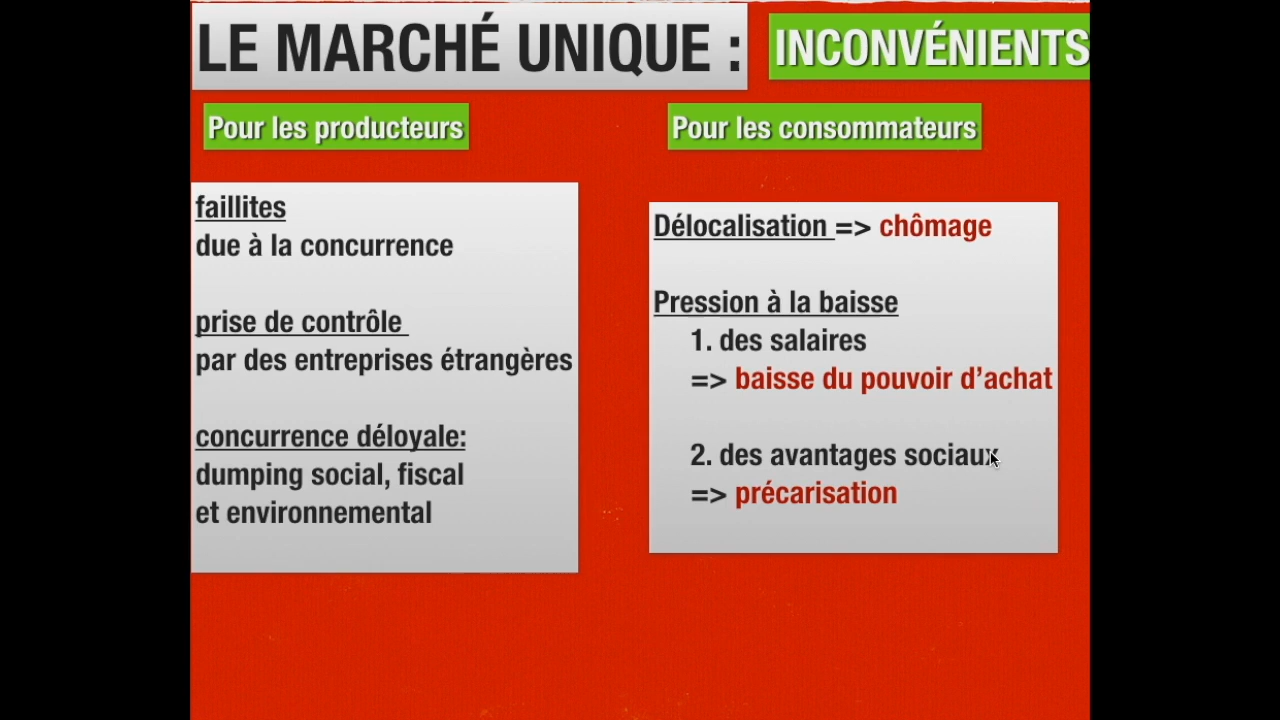 LE MARCHÉ UNIQUE :
INCONVÉNIENTS
Pour les producteurs
faillites
due à la concurrence
prise de contrôle
par des entreprises étrangères
concurrence déloyale:
dumping social, fiscal
et environnemental
Pour les consommateurs
Délocalisation => chômage
Pression à la baisse
1. des salaires
=> baisse du pouvoir d’achat
2. des avantages sociaux
=> précarisation